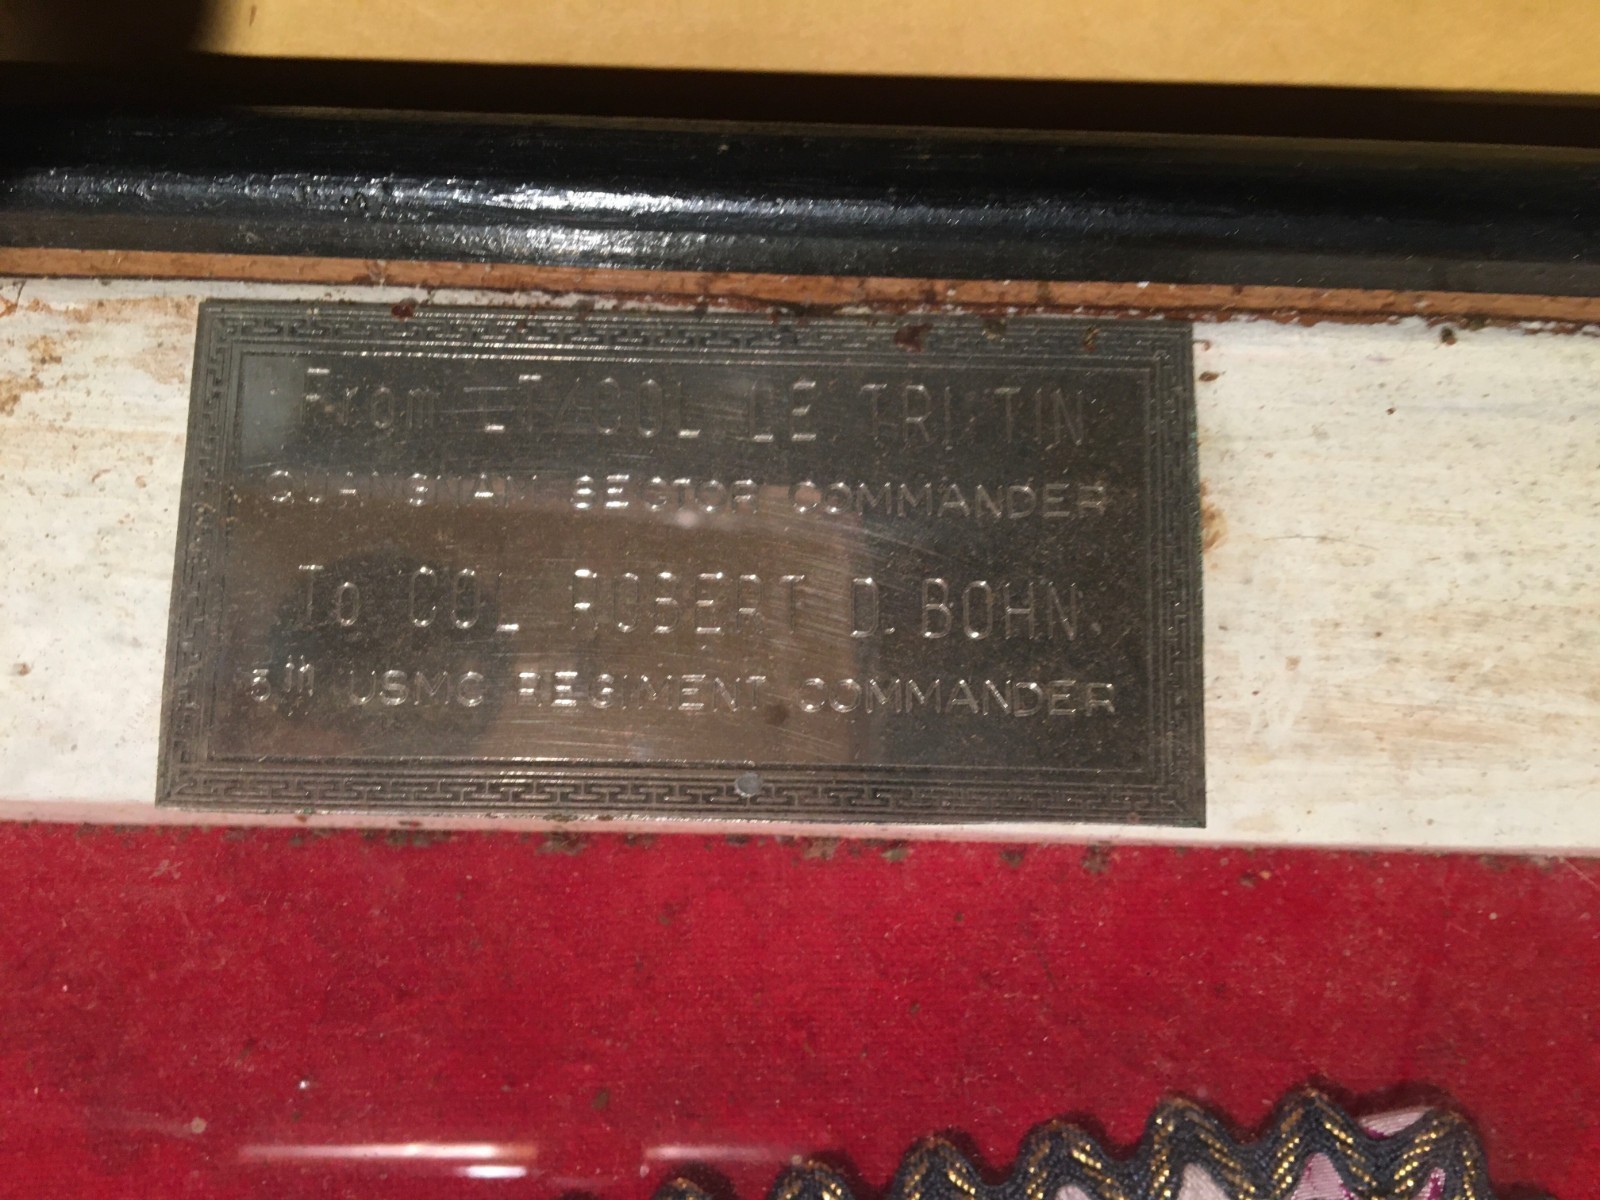 From LT/COL LE TRI TIN
QUANGNAM SECTOR COMMANDER
To COL ROBERT D. BOHN.
5th USMC REGIMENT COMMANDER